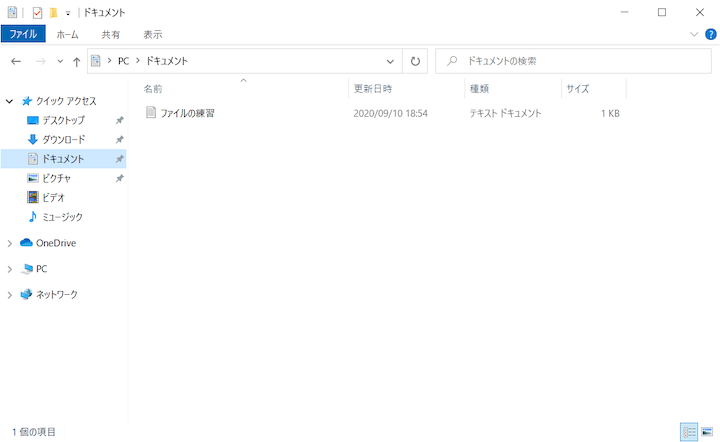 ドキュメント
ファイル ホーム 共有 表示
PC ドキュメント ドキュメントの検索
名前 更新日時 種類 サイズ
ファイルの練習 2020/09/10 18:54 テキスト ドキュメント 1 KB
クイック アクセス
デスクトップ
ダウンロード
ドキュメント
ピクチャ
ビデオ
ミュージック
OneDrive
PC
ネットワーク
1 個の項目